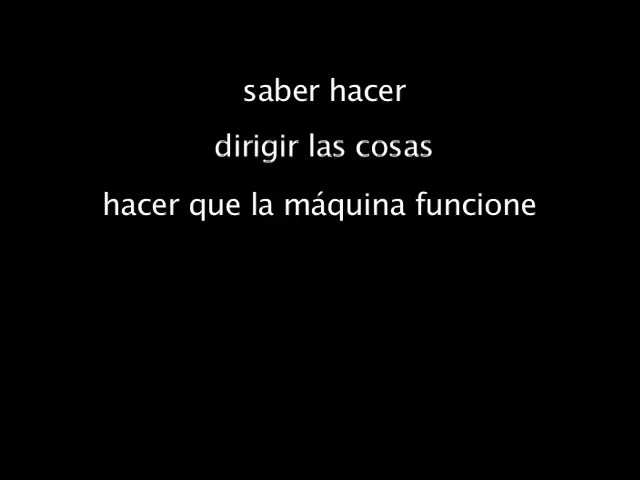 saber hacer
dirigir las cosas
hacer que la máquina funcione